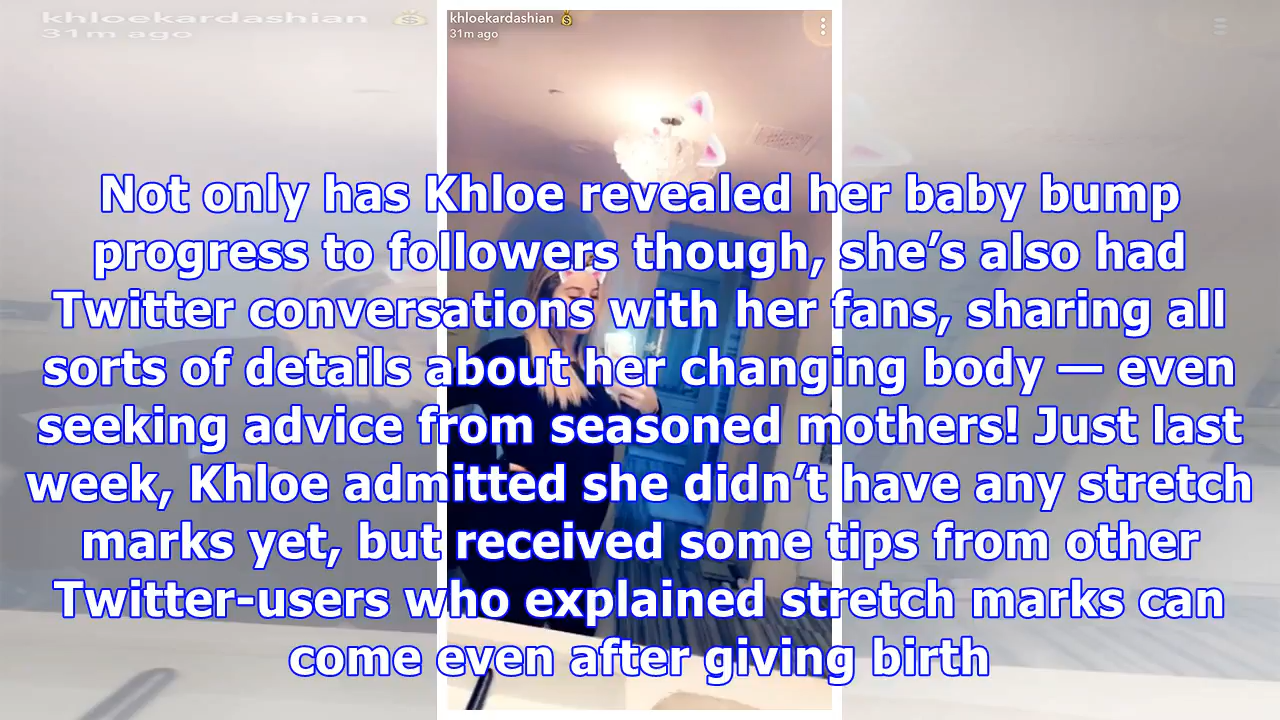 khloekardashian 💰
31m ago
khloekardashian 💰
31m ago
Not only has Khloe revealed her baby bump
progress to followers though, she’s also had
Twitter conversations with her fans, sharing all
sorts of details about her changing body — even
seeking advice from seasoned mothers! Just last
week, Khloe admitted she didn’t have any stretch
marks yet, but received some tips from other
Twitter-users who explained stretch marks can
come even after giving birth